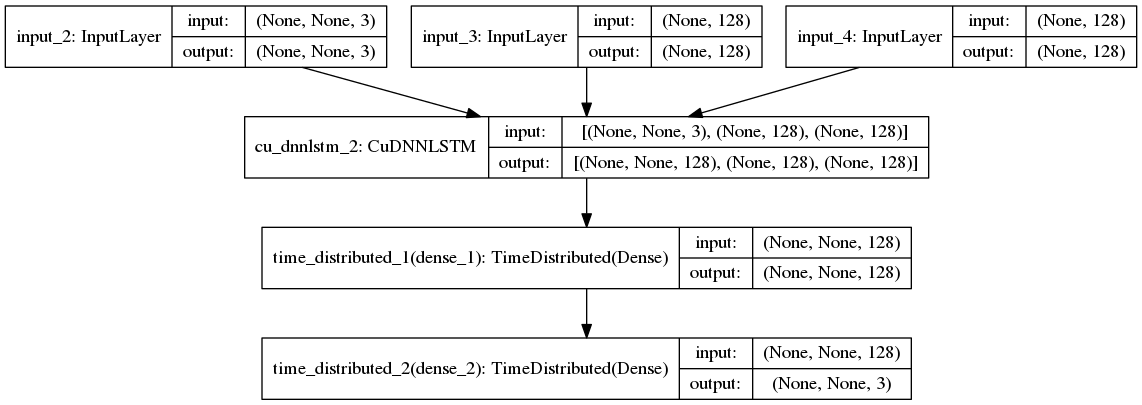 input_2: InputLayer
input: (None, None, 3)
output: (None, None, 3)
input_3: InputLayer
input: (None, 128)
output: (None, 128)
input_4: InputLayer
input: (None, 128)
output: (None, 128)
cu_dnnlstm_2: CuDNNLSTM
input: [(None, None, 3), (None, 128), (None, 128)]
output: [(None, None, 128), (None, 128), (None, 128)]
time_distributed_1(dense_1): TimeDistributed(Dense)
input: (None, None, 128)
output: (None, None, 128)
time_distributed_2(dense_2): TimeDistributed(Dense)
input: (None, None, 128)
output: (None, None, 3)